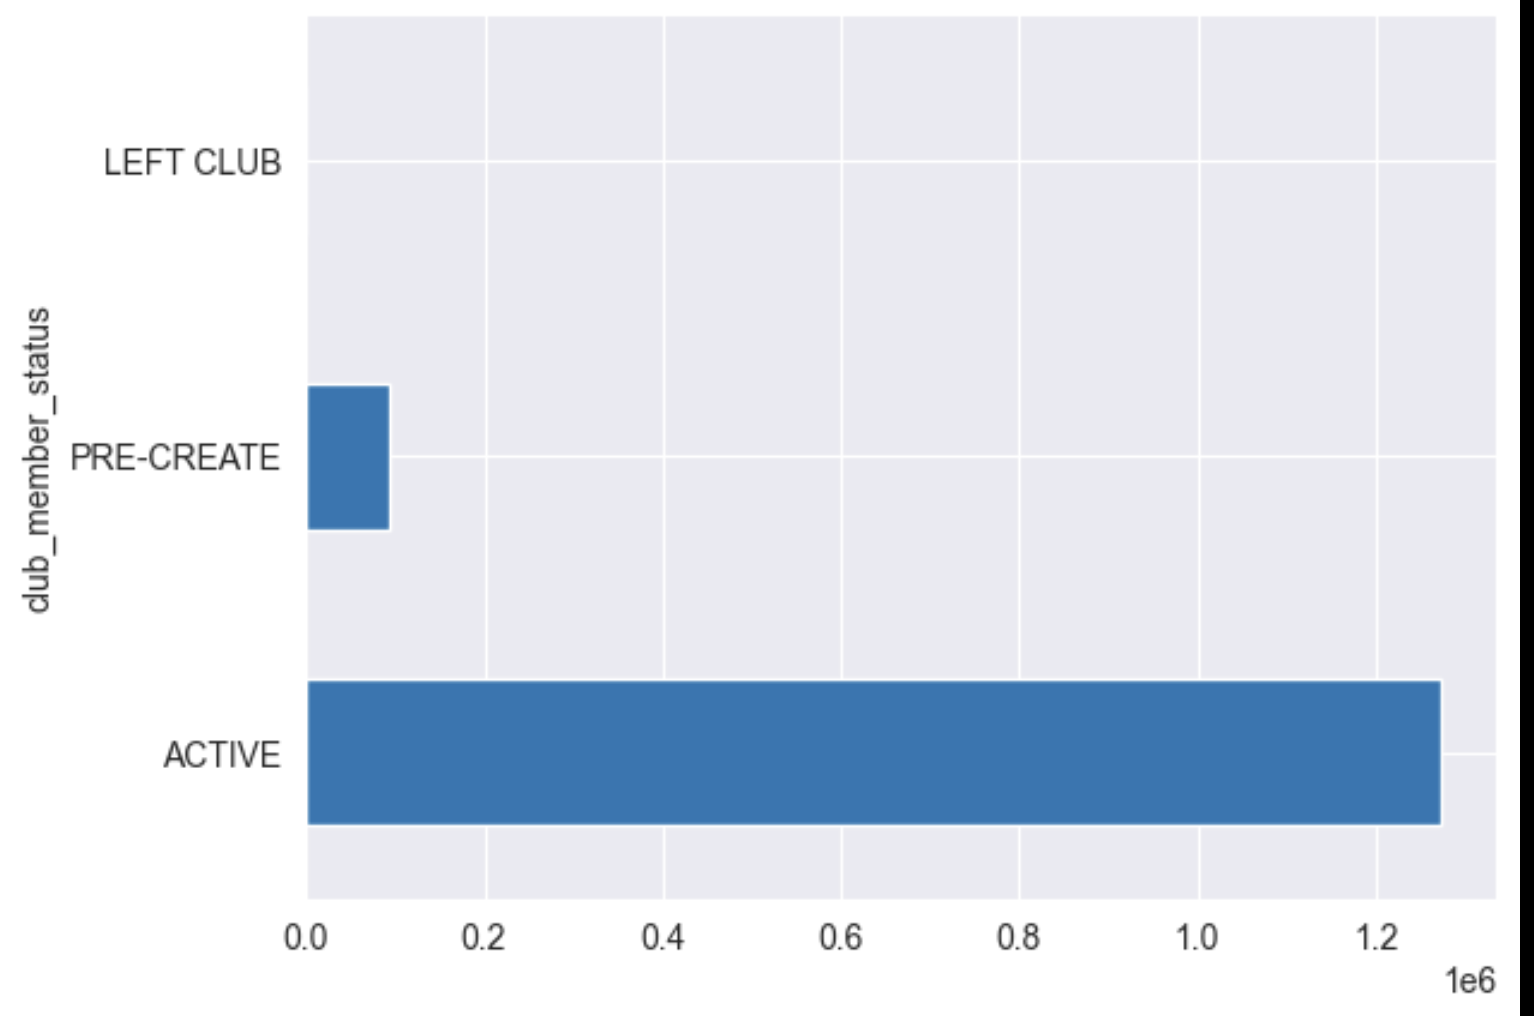 LEFT CLUB
PRE-CREATE
ACTIVE
club_member_status
0.0 0.2 0.4 0.6 0.8 1.0 1.2
1e6